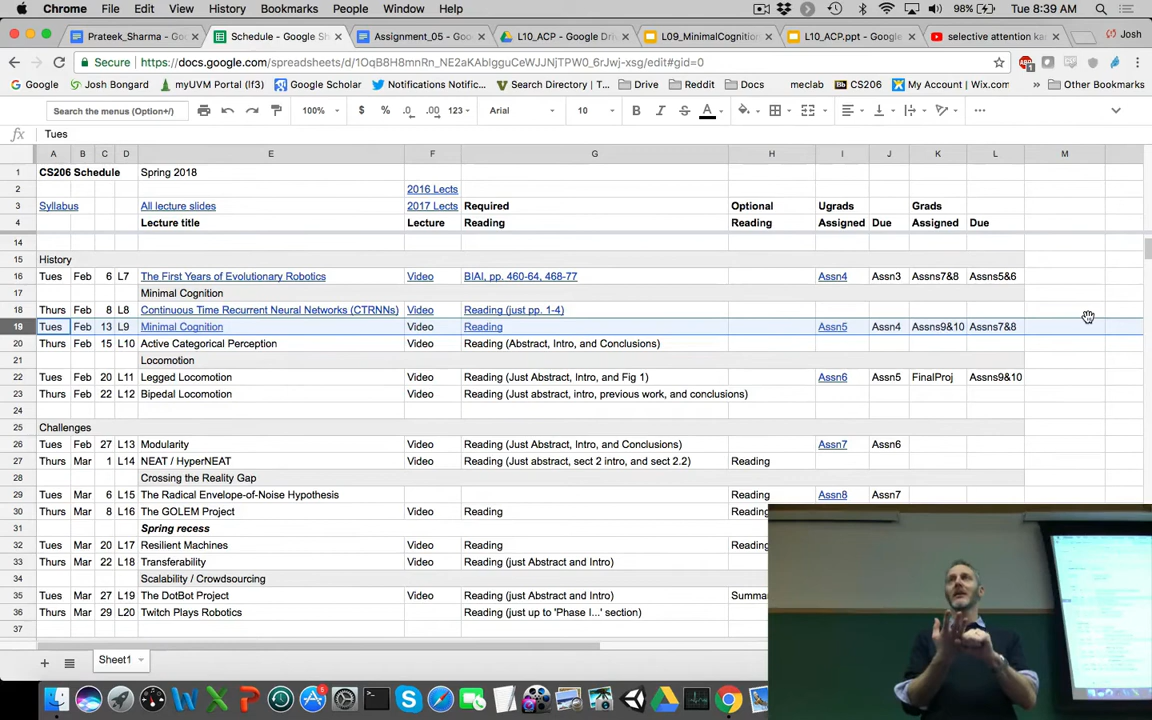 Chrome File Edit View History Bookmarks People Window Help 98% Tue 8:39 AM
Prateek_Sharma - Google Do Schedule - Google Sh Assignment_05 - Google L10_ACP - Google Driv L09_MinimalCognition L10_ACP.ppt - Google selective attention ka Josh
Secure https://docs.google.com/spreadsheets/d/1OqB8H8mnRn_NE2aKAblgguCeWJJNjTPW0_6rJwj-xsg/edit#gid=0
Google Josh Bongard myUVM Portal (lf3) Google Scholar Notifications Notific... Search Directory | T... Drive Reddit Docs meclab CS206 My Account | Wix.com Other Bookmarks
Search the menus (Option+/) 100% $ % .0 .00 123 Arial 10 B I S A
fx Tues
A B C D E F G H I J K L M
1 CS206 Schedule Spring 2018
2 2016 Lects
3 Syllabus All lecture slides 2017 Lects Required Optional Ugrads Grads
4 Lecture title Lecture Reading Reading Assigned Due Assigned Due
14
15 History
16 Tues Feb 6 L7 The First Years of Evolutionary Robotics Video BIAI, pp. 460-64, 468-77 Assn4 Assn3 Assns7&8 Assns5&6
17 Minimal Cognition
18 Thurs Feb 8 L8 Continuous Time Recurrent Neural Networks (CTRNNs) Video Reading (just pp. 1-4)
19 Tues Feb 13 L9 Minimal Cognition Video Reading Assn5 Assn4 Assns9&10 Assns7&8
20 Thurs Feb 15 L10 Active Categorical Perception Video Reading (Abstract, Intro, and Conclusions)
21 Locomotion
22 Tues Feb 20 L11 Legged Locomotion Video Reading (Just Abstract, Intro, and Fig 1) Assn6 Assn5 FinalProj Assns9&10
23 Thurs Feb 22 L12 Bipedal Locomotion Video Reading (Just abstract, intro, previous work, and conclusions)
24
25 Challenges
26 Tues Feb 27 L13 Modularity Video Reading (Just Abstract, Intro, and Conclusions) Assn7 Assn6
27 Thurs Mar 1 L14 NEAT / HyperNEAT Video Reading (Just abstract, sect 2 intro, and sect 2.2) Reading
28 Crossing the Reality Gap
29 Tues Mar 6 L15 The Radical Envelope-of-Noise Hypothesis Reading Assn8 Assn7
30 Thurs Mar 8 L16 The GOLEM Project Video Reading Reading
31 Spring recess
32 Tues Mar 20 L17 Resilient Machines Video Reading Reading
33 Thurs Mar 22 L18 Transferability Video Reading (just Abstract and Intro)
34 Scalability / Crowdsourcing
35 Tues Mar 27 L19 The DotBot Project Video Reading (just Abstract and Intro) Summa
36 Thurs Mar 29 L20 Twitch Plays Robotics Reading (just up to 'Phase I...' section)
37
Sheet1